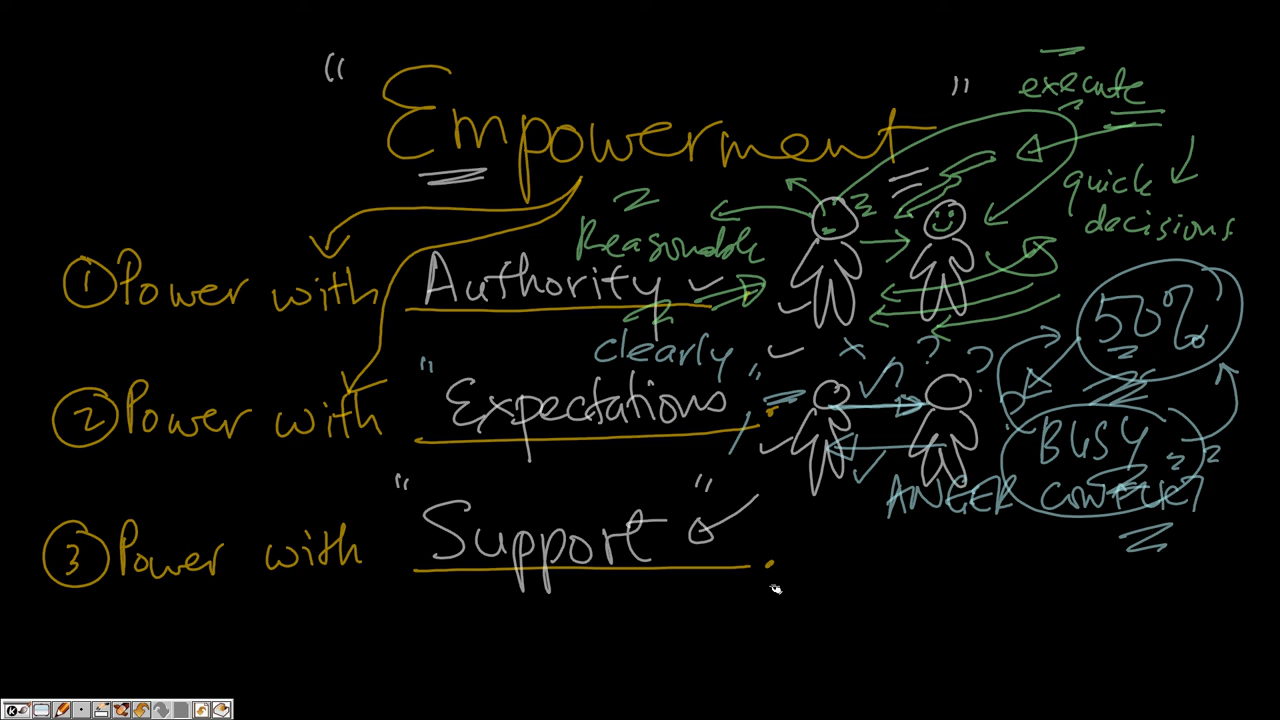 " Empowerment "
execute
quick
decisions
Reasonable
① Power with Authority
clearly
50%
② Power with "Expectations"
BUSY
ANGER CONFLICT
③ Power with "Support"